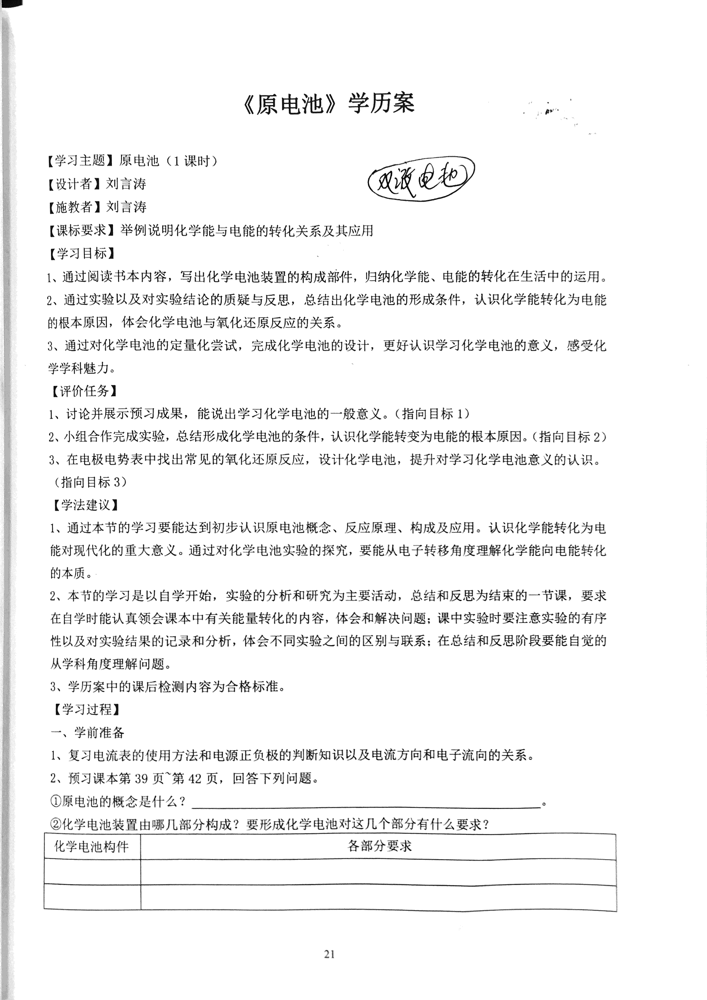 《原电池》学历案
【学习主题】原电池（1课时）
双液电池
【设计者】刘言涛
【施教者】刘言涛
【课标要求】举例说明化学能与电能的转化关系及其应用
【学习目标】
1、通过阅读书本内容，写出化学电池装置的构成部件，归纳化学能、电能的转化在生活中的运用。
2、通过实验以及对实验结论的质疑与反思，总结出化学电池的形成条件，认识化学能转化为电能
的根本原因，体会化学电池与氧化还原反应的关系。
3、通过对化学电池的定量化尝试，完成化学电池的设计，更好认识学习化学电池的意义，感受化
学学科魅力。
【评价任务】
1、讨论并展示预习成果，能说出学习化学电池的一般意义。（指向目标1）
2、小组合作完成实验，总结形成化学电池的条件，认识化学能转变为电能的根本原因。（指向目标2）
3、在电极电势表中找出常见的氧化还原反应，设计化学电池，提升对学习化学电池意义的认识。
（指向目标3）
【学法建议】
1、通过本节的学习要能达到初步认识原电池概念、反应原理、构成及应用。认识化学能转化为电
能对现代化的重大意义。通过对化学电池实验的探究，要能从电子转移角度理解化学能向电能转化
的本质。
2、本节的学习是以自学开始，实验的分析和研究为主要活动，总结和反思为结束的一节课，要求
在自学时能认真领会课本中有关能量转化的内容，体会和解决问题；课中实验时要注意实验的有序
性以及对实验结果的记录和分析，体会不同实验之间的区别与联系；在总结和反思阶段要能自觉的
从学科角度理解问题。
3、学历案中的课后检测内容为合格标准。
【学习过程】
一、学前准备
1、复习电流表的使用方法和电源正负极的判断知识以及电流方向和电子流向的关系。
2、预习课本第39页~第42页，回答下列问题。
①原电池的概念是什么？________________。
②化学电池装置由哪几部分构成？要形成化学电池对这几个部分有什么要求？
化学电池构件 各部分要求
21